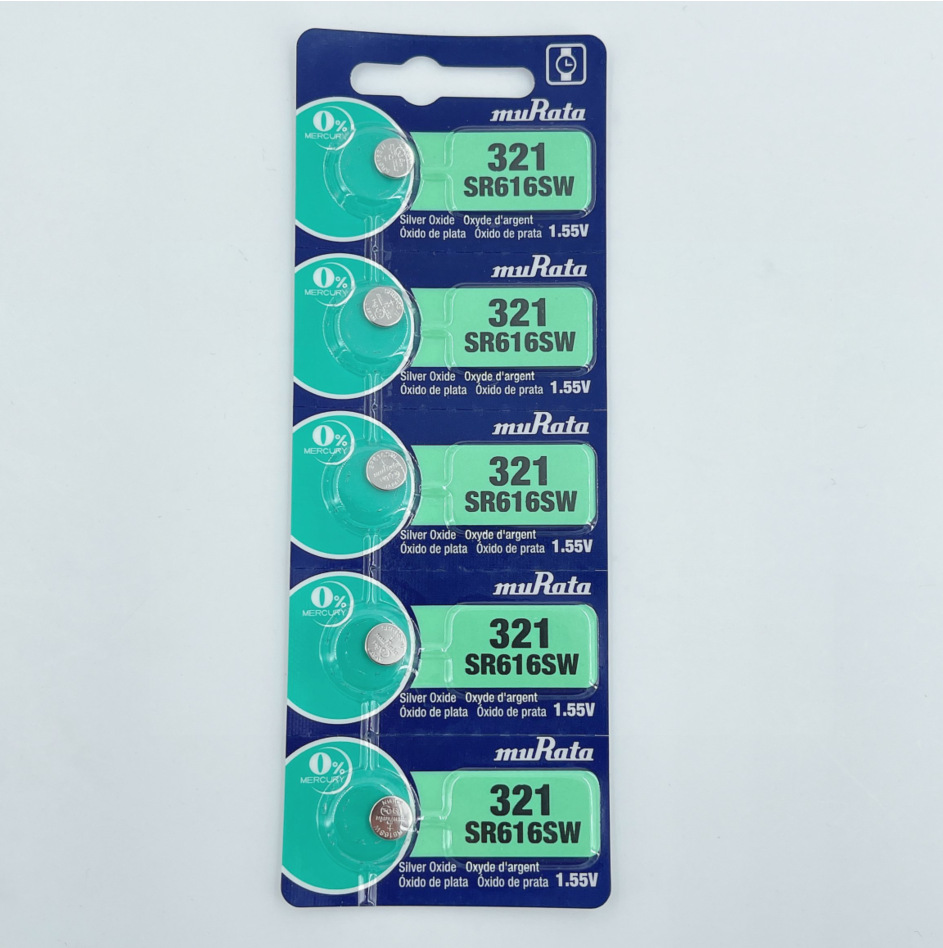 muRata
0%
MERCURY
321
SR616SW
Silver Oxide Oxyde d'argent
Óxido de plata Óxido de prata 1.55V
muRata
0%
MERCURY
321
SR616SW
Silver Oxide Oxyde d'argent
Óxido de plata Óxido de prata 1.55V
muRata
0%
MERCURY
321
SR616SW
Silver Oxide Oxyde d'argent
Óxido de plata Óxido de prata 1.55V
muRata
0%
MERCURY
321
SR616SW
Silver Oxide Oxyde d'argent
Óxido de plata Óxido de prata 1.55V
muRata
0%
MERCURY
321
SR616SW
Silver Oxide Oxyde d'argent
Óxido de plata Óxido de prata 1.55V